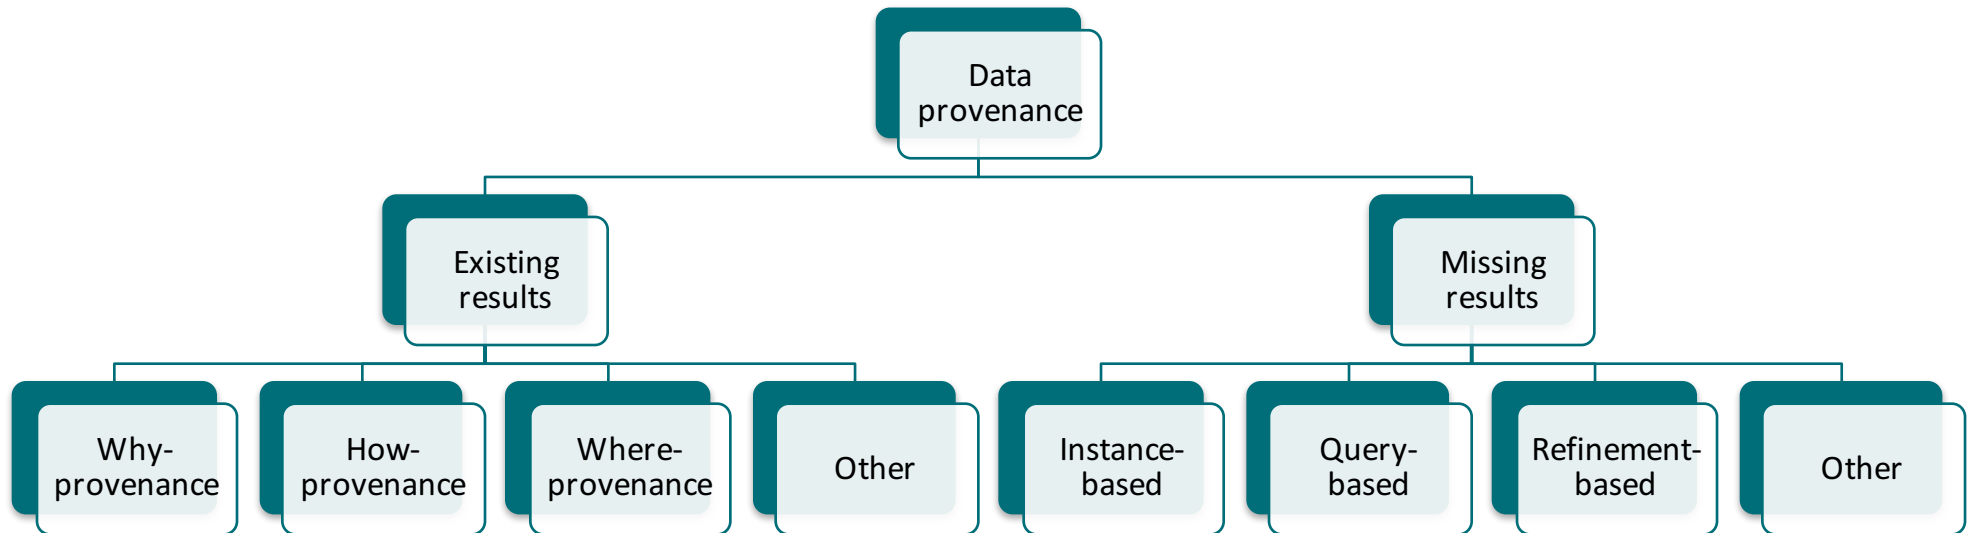 Data
provenance
Existing
results
Missing
results
Why-
provenance
How-
provenance
Where-
provenance
Other
Instance-
based
Query-
based
Refinement-
based
Other